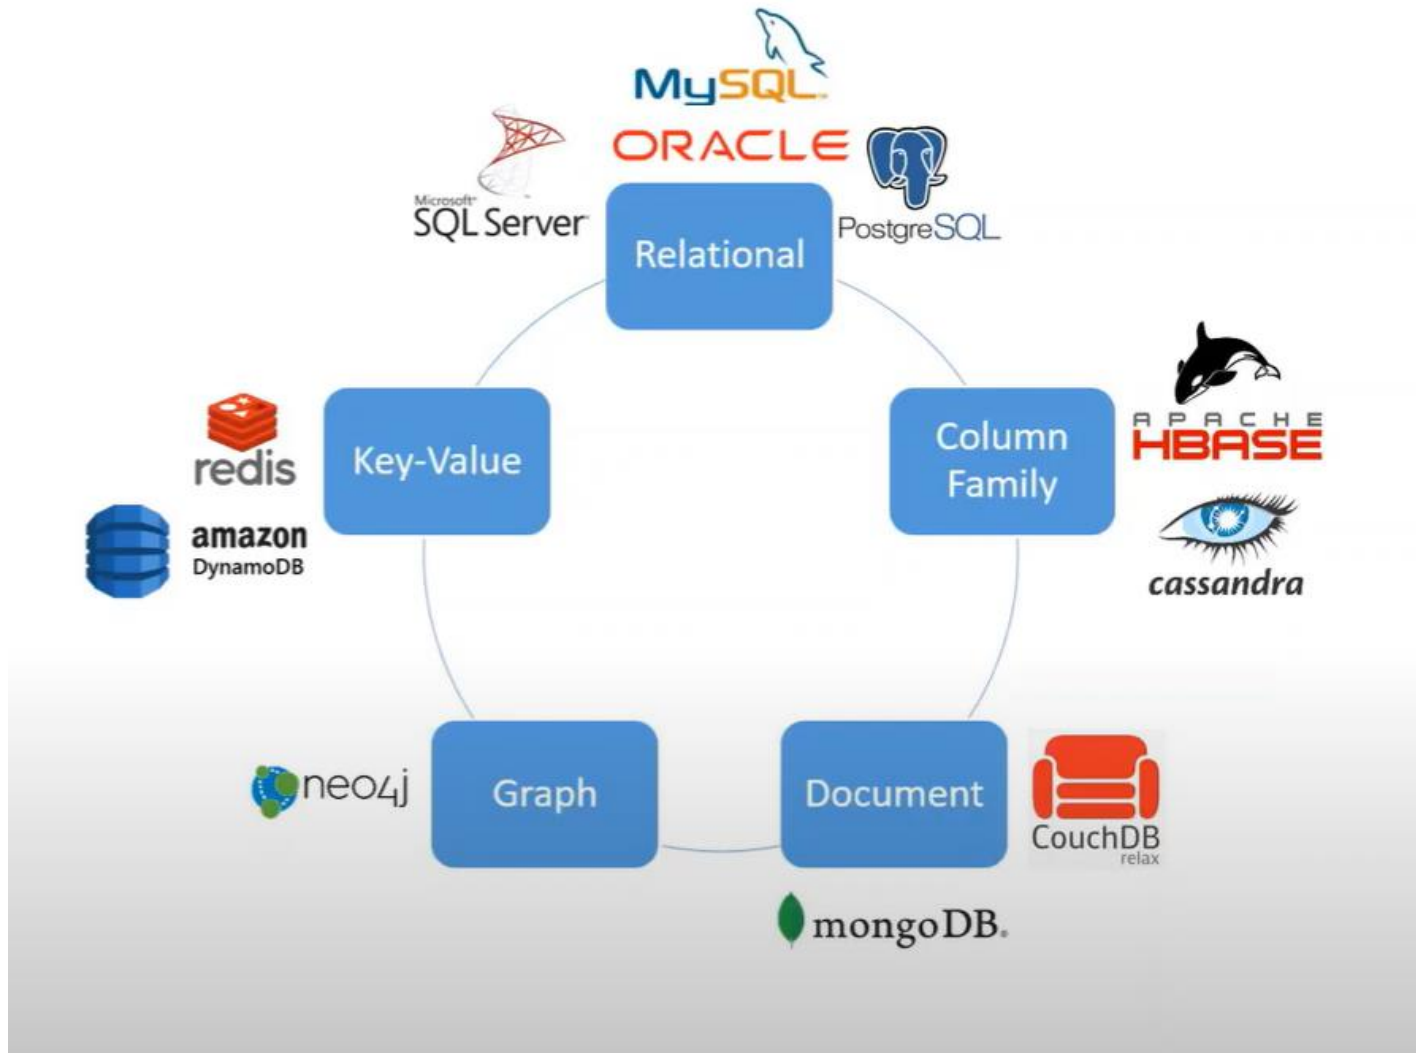 MySQL
ORACLE
Microsoft
SQL Server
PostgreSQL
Relational
Key-Value
redis
amazon
DynamoDB
Column
Family
APACHE
HBASE
cassandra
Graph
neo4j
Document
CouchDB
relax
mongoDB